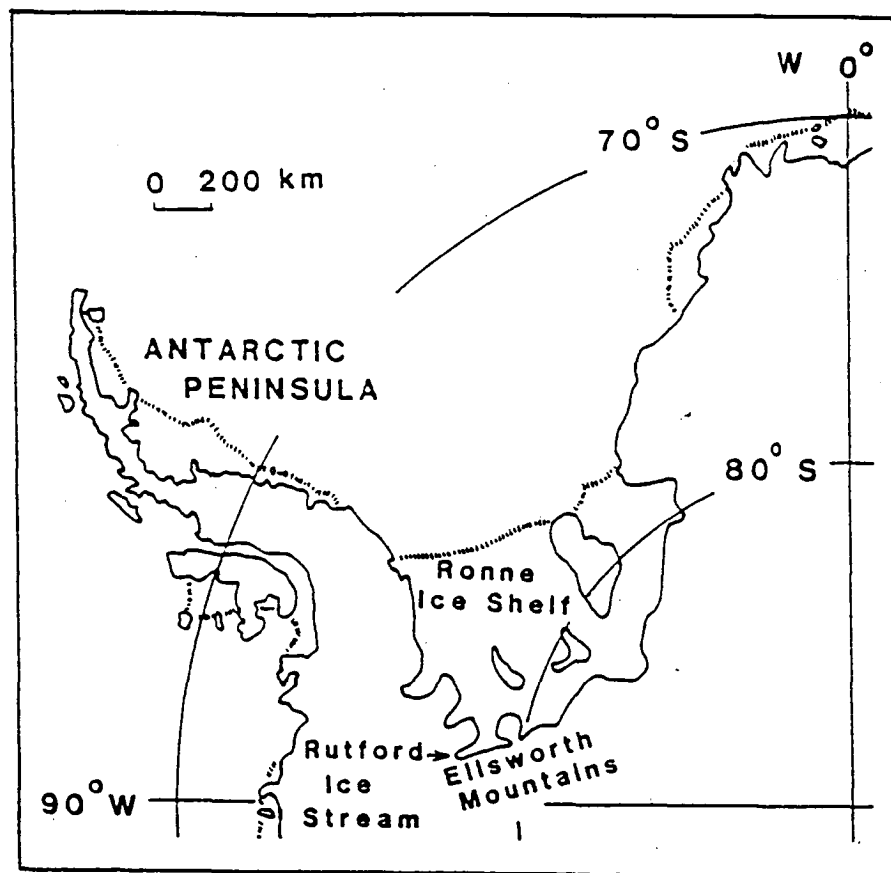 W 0°
70° S
0 200 km
ANTARCTIC
PENINSULA
80° S
Ronne
Ice Shelf
Rutford
Ice
Stream
Ellsworth
Mountains
90° W